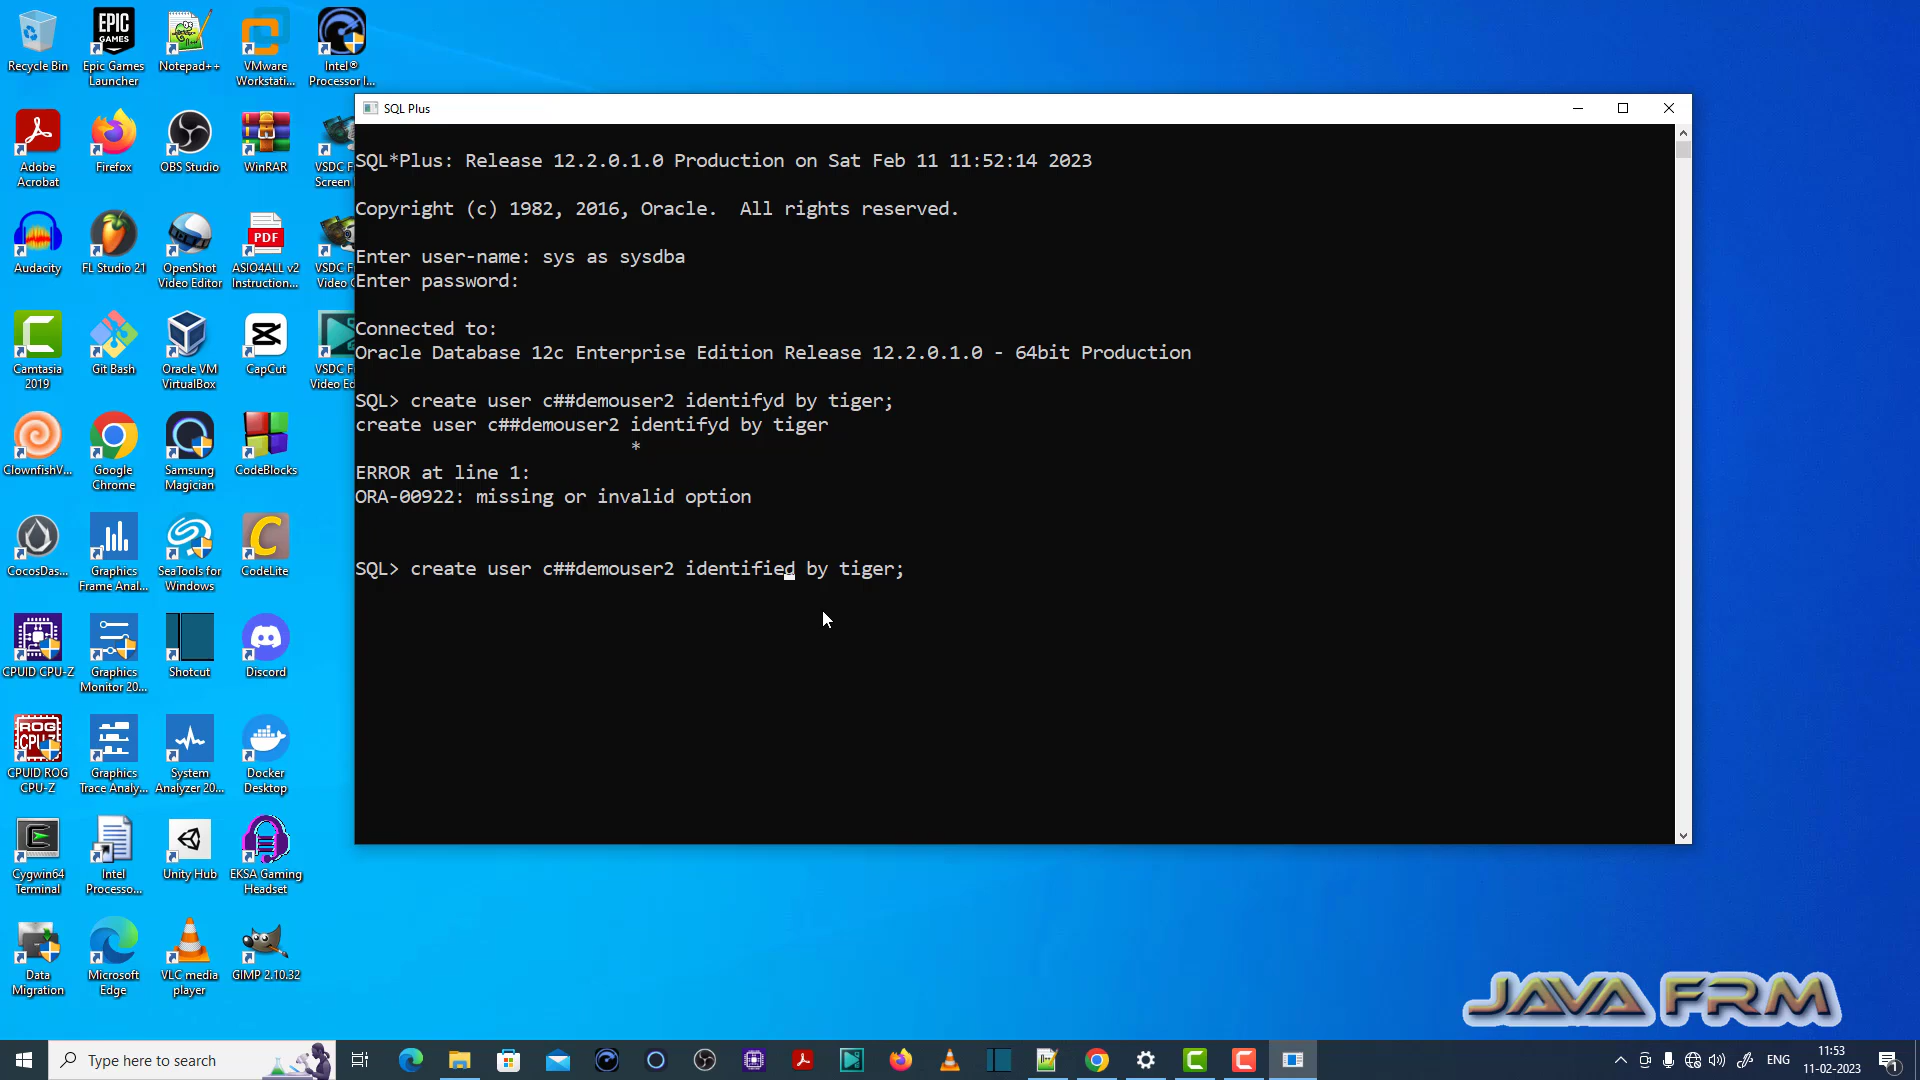 Recycle Bin
Epic Games
Launcher
Notepad++
VMware
Workstati...
Intel®
Processor I...
EPIC
GAMES
SQL Plus
SQL*Plus: Release 12.2.0.1.0 Production on Sat Feb 11 11:52:14 2023
Copyright (c) 1982, 2016, Oracle.  All rights reserved.
Enter user-name: sys as sysdba
Enter password:
Connected to:
Oracle Database 12c Enterprise Edition Release 12.2.0.1.0 - 64bit Production
SQL> create user c##demouser2 identifyd by tiger;
create user c##demouser2 identifyd by tiger
*
ERROR at line 1:
ORA-00922: missing or invalid option
SQL> create user c##demouser2 identified by tiger;
Adobe
Acrobat
Firefox
OBS Studio
WinRAR
VSDC F
Screen
Audacity
FL Studio 21
OpenShot
Video Editor
PDF
ASIO4ALL v2
Instruction...
VSDC F
Video C
Camtasia
2019
Git Bash
Oracle VM
VirtualBox
CapCut
VSDC F
Video Ed
ClownfishV...
Google
Chrome
Samsung
Magician
CodeBlocks
CocosDas...
Graphics
Frame Anal...
SeaTools for
Windows
CodeLite
CPUID CPU-Z
Graphics
Monitor 20...
Shotcut
Discord
ROG
CPU-Z
CPUID ROG
CPU-Z
Graphics
Trace Analy...
System
Analyzer 20...
Docker
Desktop
Cygwin64
Terminal
Intel
Processo...
Unity Hub
EKSA Gaming
Headset
Data
Migration
Microsoft
Edge
VLC media
player
GIMP 2.10.32
JAVA FRM
Type here to search
ENG
11:53
11-02-2023
1